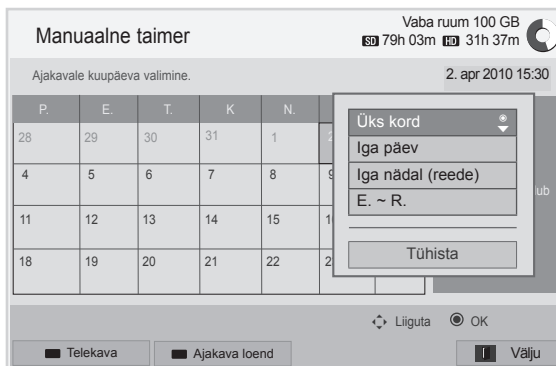 Manuaalne taimer
Vaba ruum 100 GB
SD 79h 03m HD 31h 37m
Ajakavale kuupäeva valimine.
2. apr 2010 15:30
P. E. T. K N.
28 29 30 31 1
4 5 6 7 8
11 12 13 14 15
18 19 20 21 22
Üks kord
Iga päev
Iga nädal (reede)
E. ~ R.
Tühista
Liiguta OK
Telekava Ajakava loend Välju